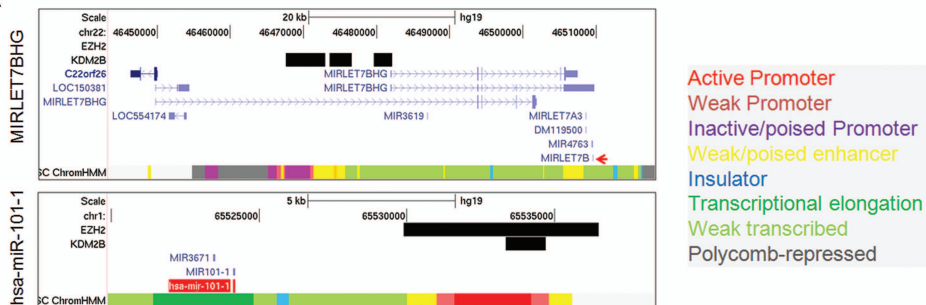 MIRLET7BHG
Scale 20 kb hg19
chr22: 46450000 46460000 46470000 46480000 46490000 46500000 46510000
EZH2
KDM2B
C22orf26 MIRLET7BHG
LOC150381 MIRLET7BHG
MIRLET7BHG
LOC554174 MIR3619 MIRLET7A3
DM119500
MIR4763
MIRLET7B
SC ChromHMM
hsa-miR-101-1
Scale 5 kb hg19
chr1: 65525000 65530000 65535000
EZH2
KDM2B
MIR3671
MIR101-1
hsa-mir-101-1
SC ChromHMM
Active Promoter
Weak Promoter
Inactive/poised Promoter
Weak/poised enhancer
Insulator
Transcriptional elongation
Weak transcribed
Polycomb-repressed